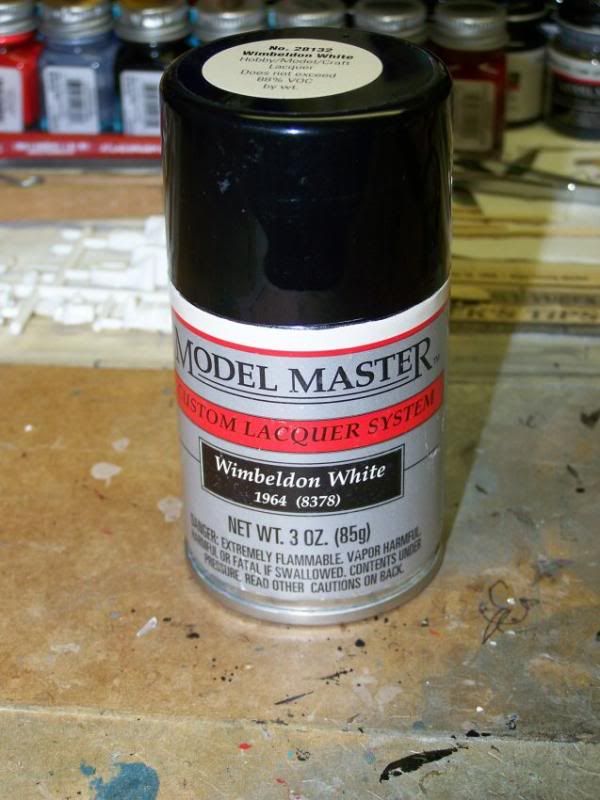 No. 28132
Wimbeldon White
Hobby/Model/Craft
Lacquer
Does not exceed
88% VOC
by wt.
MODEL MASTER™
CUSTOM LACQUER SYSTEM
Wimbeldon White
1964 (8378)
NET WT. 3 OZ. (85g)
DANGER: EXTREMELY FLAMMABLE. VAPOR HARMFUL.
HARMFUL OR FATAL IF SWALLOWED. CONTENTS UNDER
PRESSURE. READ OTHER CAUTIONS ON BACK.
K'S TIPS